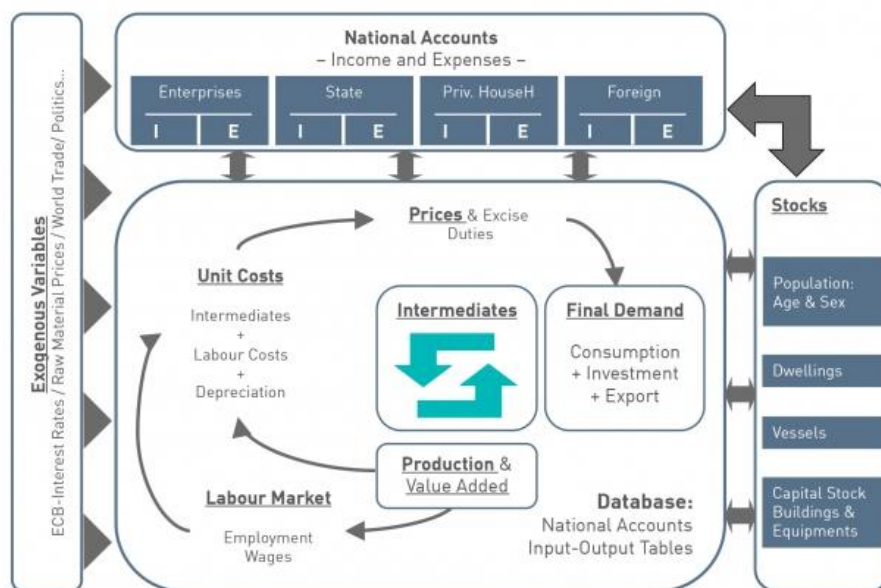 Exogenous Variables
ECB-Interest Rates / Raw Material Prices / World Trade/ Politics...
National Accounts
– Income and Expenses –
Enterprises
I E
State
I E
Priv. HouseH
I E
Foreign
I E
Prices & Excise
Duties
Unit Costs
Intermediates
+
Labour Costs
+
Depreciation
Intermediates
Final Demand
Consumption
+ Investment
+ Export
Production &
Value Added
Labour Market
Employment
Wages
Database:
National Accounts
Input-Output Tables
Stocks
Population:
Age & Sex
Dwellings
Vessels
Capital Stock
Buildings &
Equipments